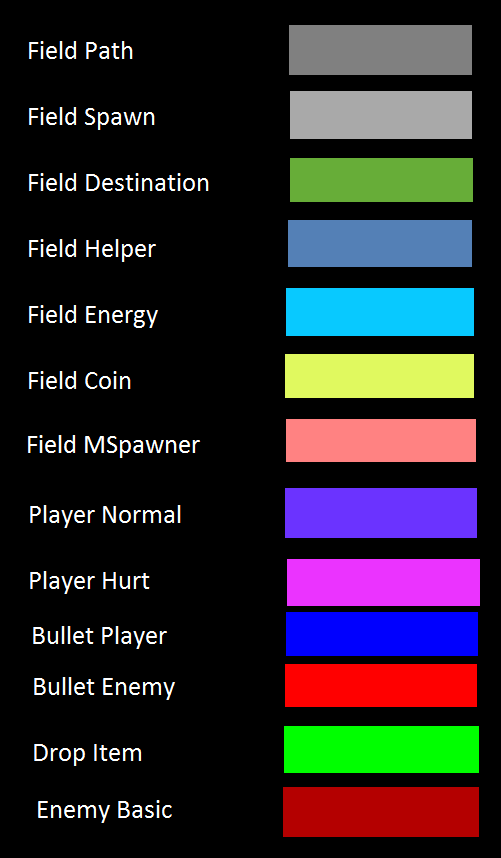 Field Path
Field Spawn
Field Destination
Field Helper
Field Energy
Field Coin
Field MSpawner
Player Normal
Player Hurt
Bullet Player
Bullet Enemy
Drop Item
Enemy Basic